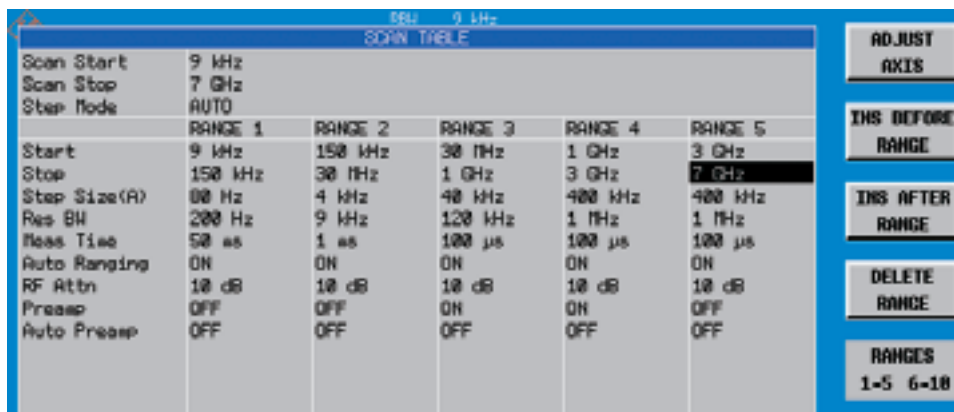 RBW 9 kHz
SCAN TABLE
Scan Start 9 kHz
Scan Stop 7 GHz
Step Mode AUTO
RANGE 1 RANGE 2 RANGE 3 RANGE 4 RANGE 5
Start 9 kHz 150 kHz 30 MHz 1 GHz 3 GHz
Stop 150 kHz 30 MHz 1 GHz 3 GHz 7 GHz
Step Size(A) 80 Hz 4 kHz 40 kHz 400 kHz 400 kHz
Res BW 200 Hz 9 kHz 120 kHz 1 MHz 1 MHz
Meas Time 50 ms 1 ms 100 µs 100 µs 100 µs
Auto Ranging ON ON ON ON ON
RF Attn 10 dB 10 dB 10 dB 10 dB 10 dB
Preamp OFF OFF ON ON OFF
Auto Preamp OFF OFF OFF OFF OFF
ADJUST
AXIS
INS BEFORE
RANGE
INS AFTER
RANGE
DELETE
RANGE
RANGES
1-5 6-10